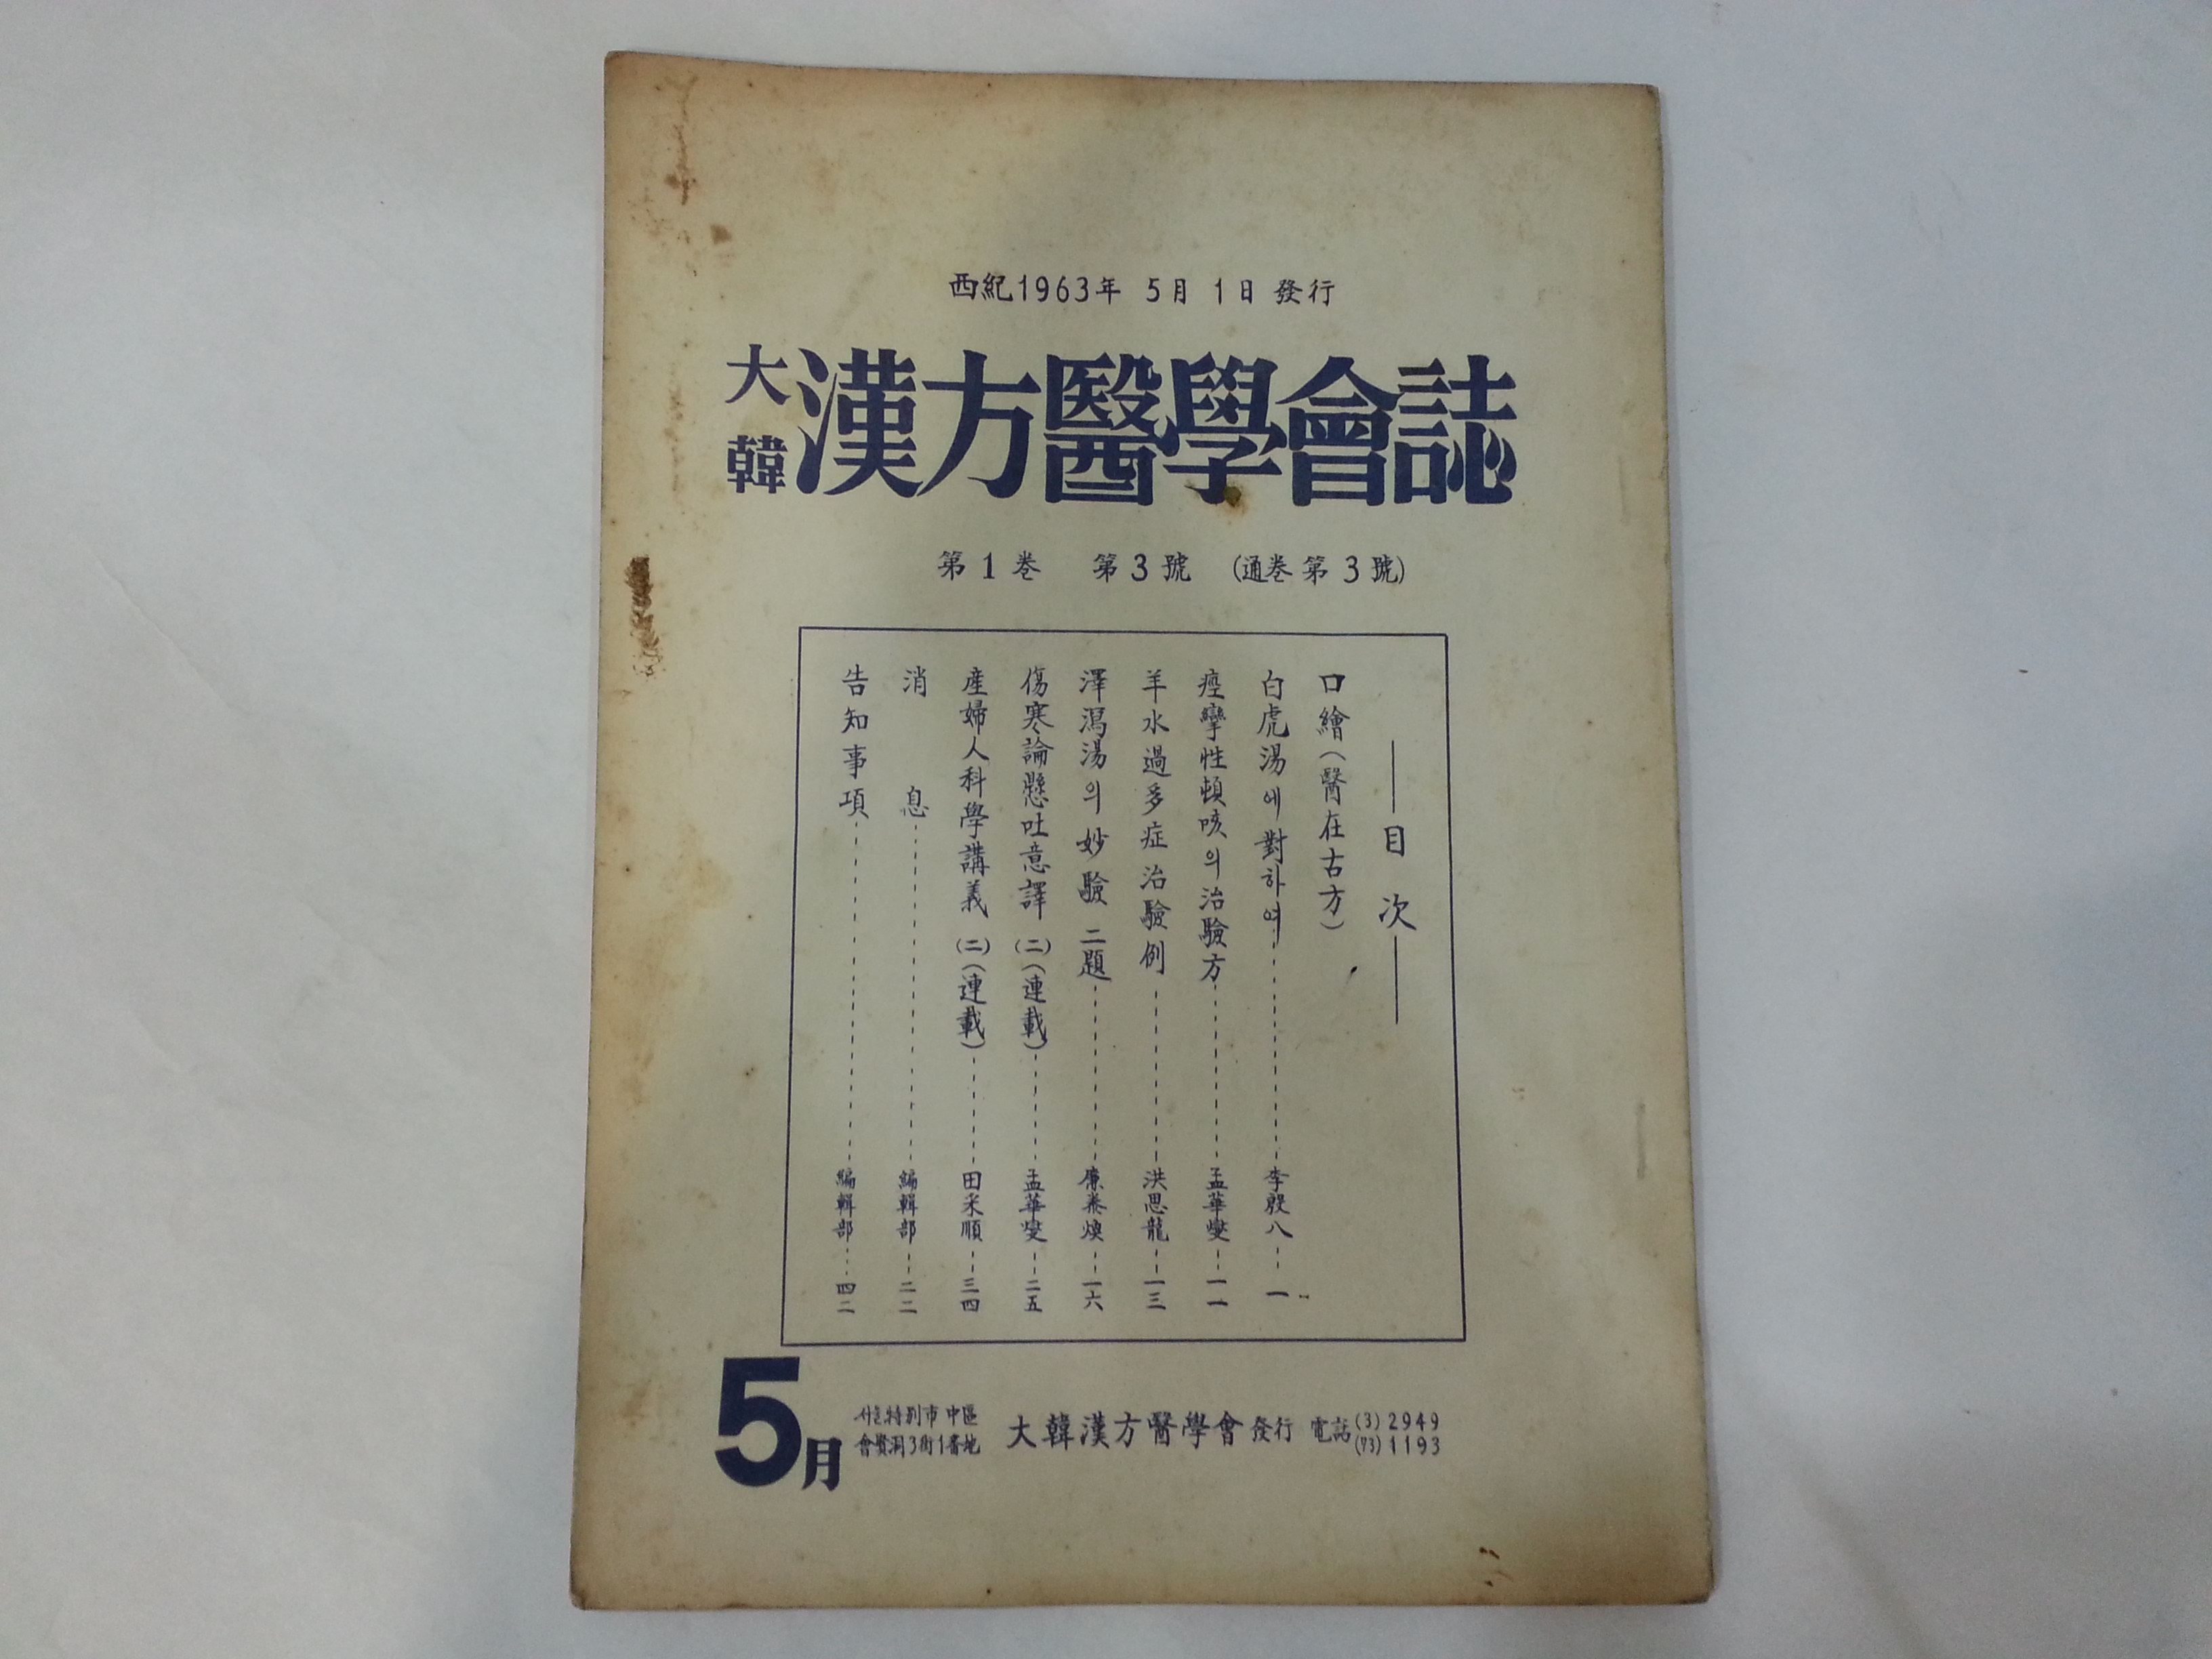 西紀1963年 5月 1日 發行
大韓漢方醫學會誌
第1巻 第3號 (通巻第3號)
目次
口繪(醫在古方)
白虎湯에對하여 李殷八 一
痙攣性頓咳의治驗方 孟華燮 一一
羊水過多症治驗例 洪思龍 一三
澤瀉湯의妙驗二題 廉泰煥 一六
傷寒論懸吐意譯(二)(連載) 孟華燮 二五
産婦人科學講義(二)(連載) 田采順 三四
消息 編輯部 二二
告知事項 編輯部 四二
5月
서울特別市中區
會賢洞3街1番地
大韓漢方醫學會發行
電話(3)2949
(73)1193